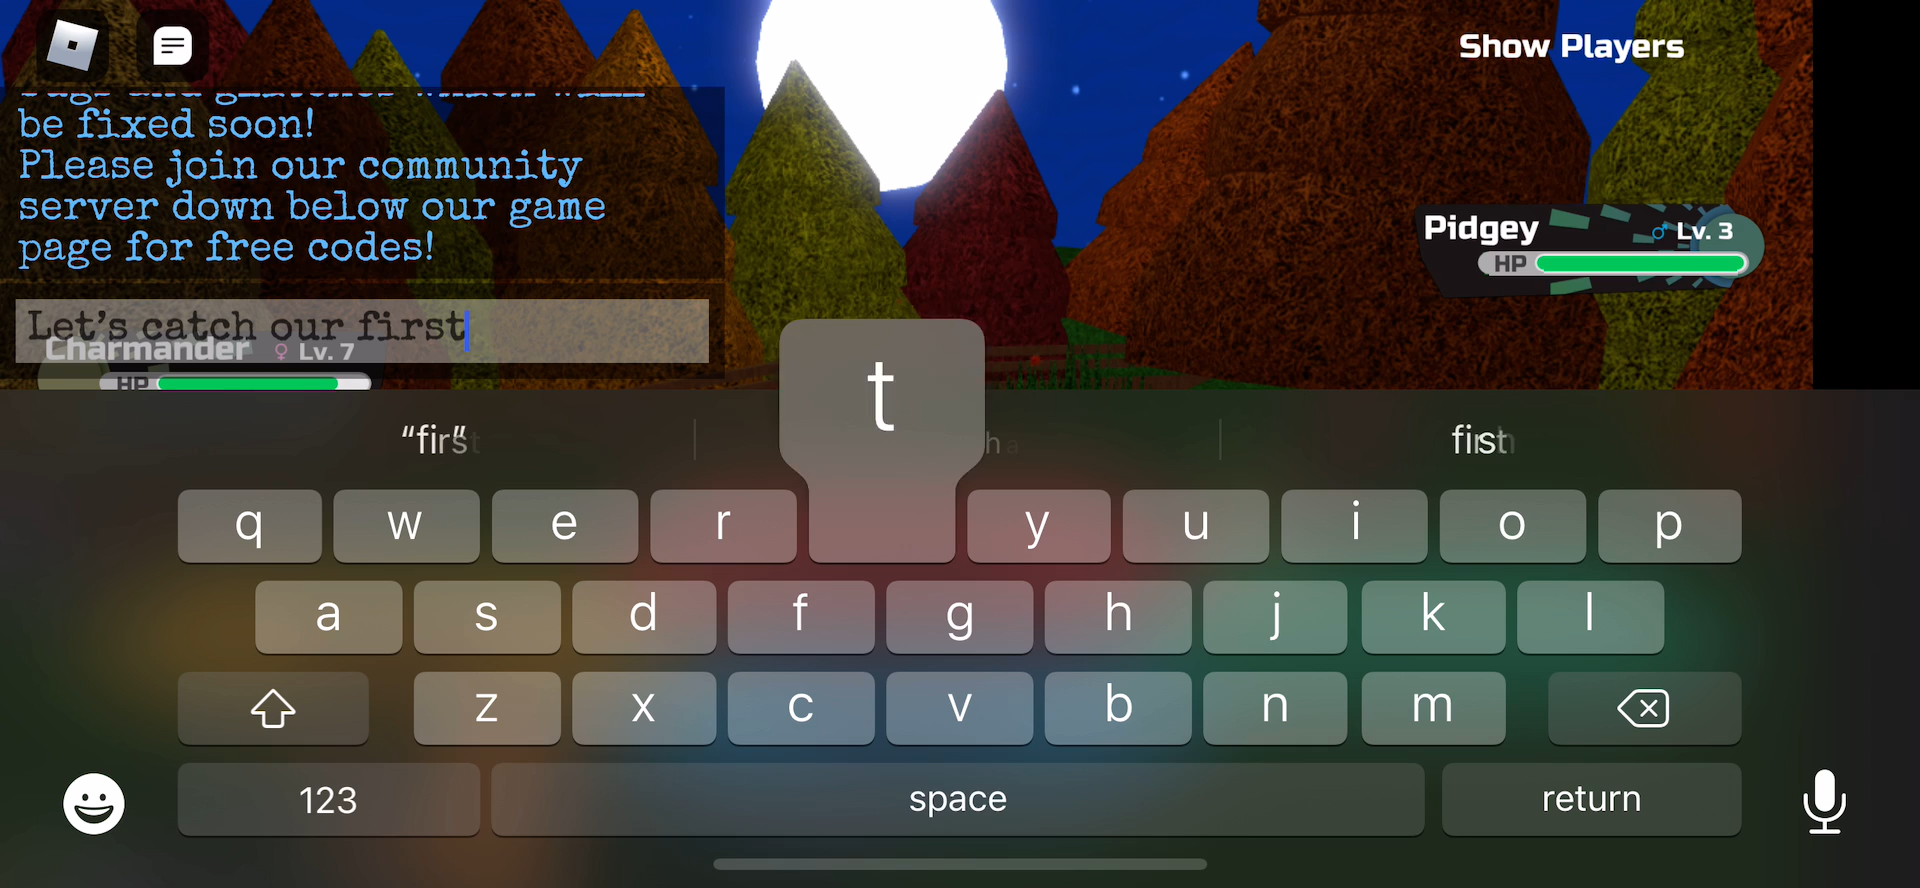 Show Players
be fixed soon!
Please join our community
server down below our game
page for free codes!
Let's catch our first
Charmander ♀ Lv. 7
HP
Pidgey ♂ Lv. 3
HP
t
"firs" first
q w e r y u i o p
a s d f g h j k l
z x c v b n m
123 space return